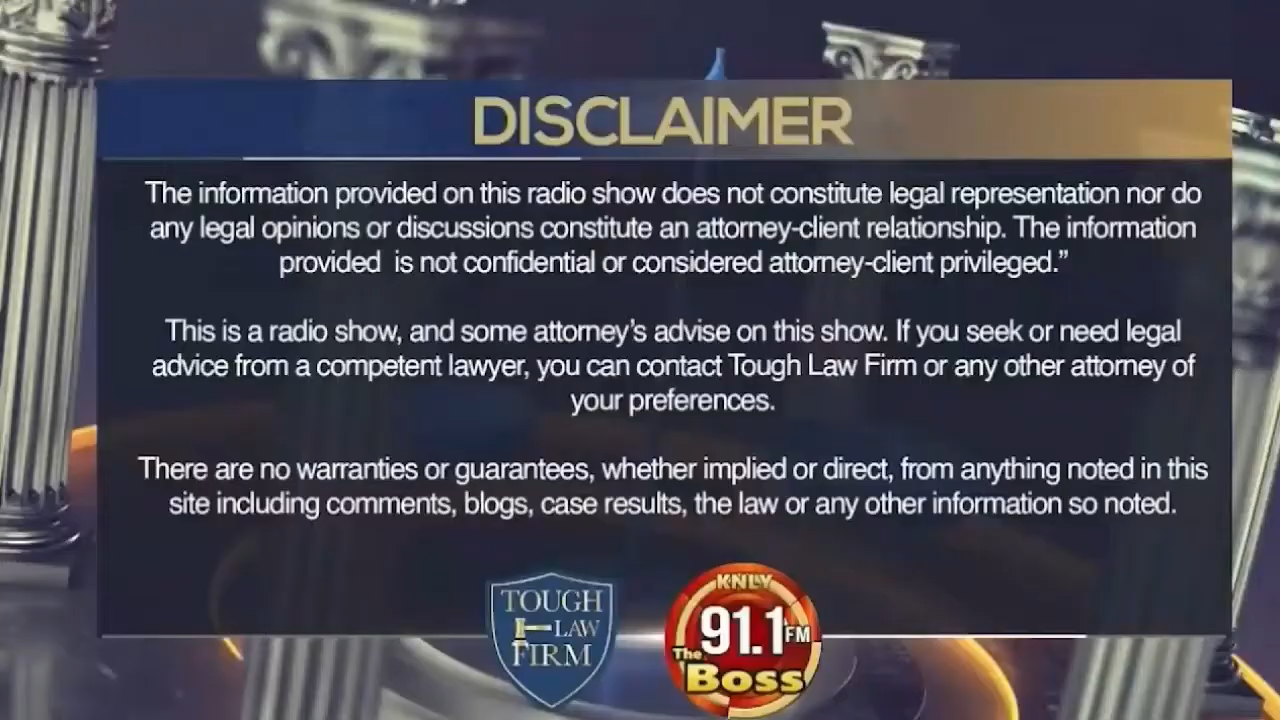 DISCLAIMER
The information provided on this radio show does not constitute legal representation nor do
any legal opinions or discussions constitute an attorney-client relationship. The information
provided  is not confidential or considered attorney-client privileged.”
This is a radio show, and some attorney’s advise on this show. If you seek or need legal
advice from a competent lawyer, you can contact Tough Law Firm or any other attorney of
your preferences.
There are no warranties or guarantees, whether implied or direct, from anything noted in this
site including comments, blogs, case results, the law or any other information so noted.
TOUGH
LAW
FIRM
KNLY
91.1 FM
The
Boss